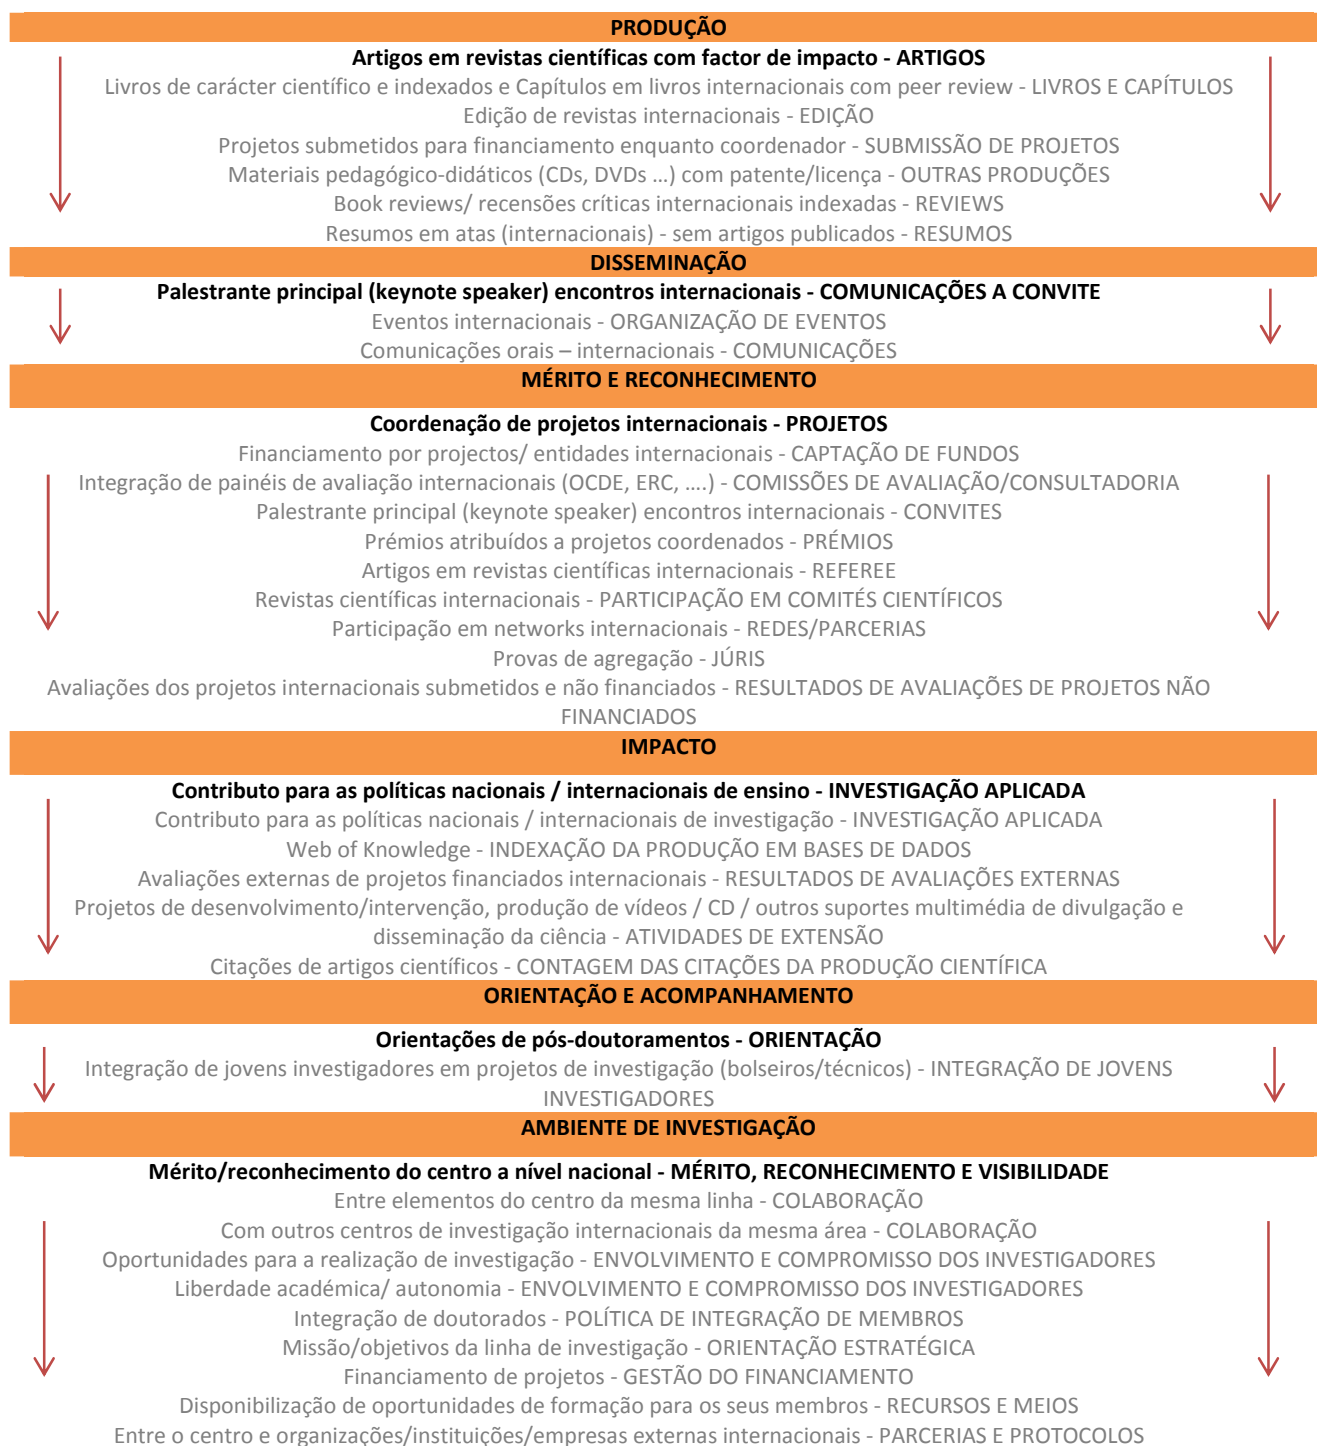 PRODUÇÃO
Artigos em revistas científicas com factor de impacto - ARTIGOS
Livros de carácter científico e indexados e Capítulos em livros internacionais com peer review - LIVROS E CAPÍTULOS
Edição de revistas internacionais - EDIÇÃO
Projetos submetidos para financiamento enquanto coordenador - SUBMISSÃO DE PROJETOS
Materiais pedagógico-didáticos (CDs, DVDs ...) com patente/licença - OUTRAS PRODUÇÕES
Book reviews/ recensões críticas internacionais indexadas - REVIEWS
Resumos em atas (internacionais) - sem artigos publicados - RESUMOS
DISSEMINAÇÃO
Palestrante principal (keynote speaker) encontros internacionais - COMUNICAÇÕES A CONVITE
Eventos internacionais - ORGANIZAÇÃO DE EVENTOS
Comunicações orais – internacionais - COMUNICAÇÕES
MÉRITO E RECONHECIMENTO
Coordenação de projetos internacionais - PROJETOS
Financiamento por projectos/ entidades internacionais - CAPTAÇÃO DE FUNDOS
Integração de painéis de avaliação internacionais (OCDE, ERC, ....) - COMISSÕES DE AVALIAÇÃO/CONSULTADORIA
Palestrante principal (keynote speaker) encontros internacionais - CONVITES
Prémios atribuídos a projetos coordenados - PRÉMIOS
Artigos em revistas científicas internacionais - REFEREE
Revistas científicas internacionais - PARTICIPAÇÃO EM COMITÉS CIENTÍFICOS
Participação em networks internacionais - REDES/PARCERIAS
Provas de agregação - JÚRIS
Avaliações dos projetos internacionais submetidos e não financiados - RESULTADOS DE AVALIAÇÕES DE PROJETOS NÃO
FINANCIADOS
IMPACTO
Contributo para as políticas nacionais / internacionais de ensino - INVESTIGAÇÃO APLICADA
Contributo para as políticas nacionais / internacionais de investigação - INVESTIGAÇÃO APLICADA
Web of Knowledge - INDEXAÇÃO DA PRODUÇÃO EM BASES DE DADOS
Avaliações externas de projetos financiados internacionais - RESULTADOS DE AVALIAÇÕES EXTERNAS
Projetos de desenvolvimento/intervenção, produção de vídeos / CD / outros suportes multimédia de divulgação e
disseminação da ciência - ATIVIDADES DE EXTENSÃO
Citações de artigos científicos - CONTAGEM DAS CITAÇÕES DA PRODUÇÃO CIENTÍFICA
ORIENTAÇÃO E ACOMPANHAMENTO
Orientações de pós-doutoramentos - ORIENTAÇÃO
Integração de jovens investigadores em projetos de investigação (bolseiros/técnicos) - INTEGRAÇÃO DE JOVENS
INVESTIGADORES
AMBIENTE DE INVESTIGAÇÃO
Mérito/reconhecimento do centro a nível nacional - MÉRITO, RECONHECIMENTO E VISIBILIDADE
Entre elementos do centro da mesma linha - COLABORAÇÃO
Com outros centros de investigação internacionais da mesma área - COLABORAÇÃO
Oportunidades para a realização de investigação - ENVOLVIMENTO E COMPROMISSO DOS INVESTIGADORES
Liberdade académica/ autonomia - ENVOLVIMENTO E COMPROMISSO DOS INVESTIGADORES
Integração de doutorados - POLÍTICA DE INTEGRAÇÃO DE MEMBROS
Missão/objetivos da linha de investigação - ORIENTAÇÃO ESTRATÉGICA
Financiamento de projetos - GESTÃO DO FINANCIAMENTO
Disponibilização de oportunidades de formação para os seus membros - RECURSOS E MEIOS
Entre o centro e organizações/instituições/empresas externas internacionais - PARCERIAS E PROTOCOLOS